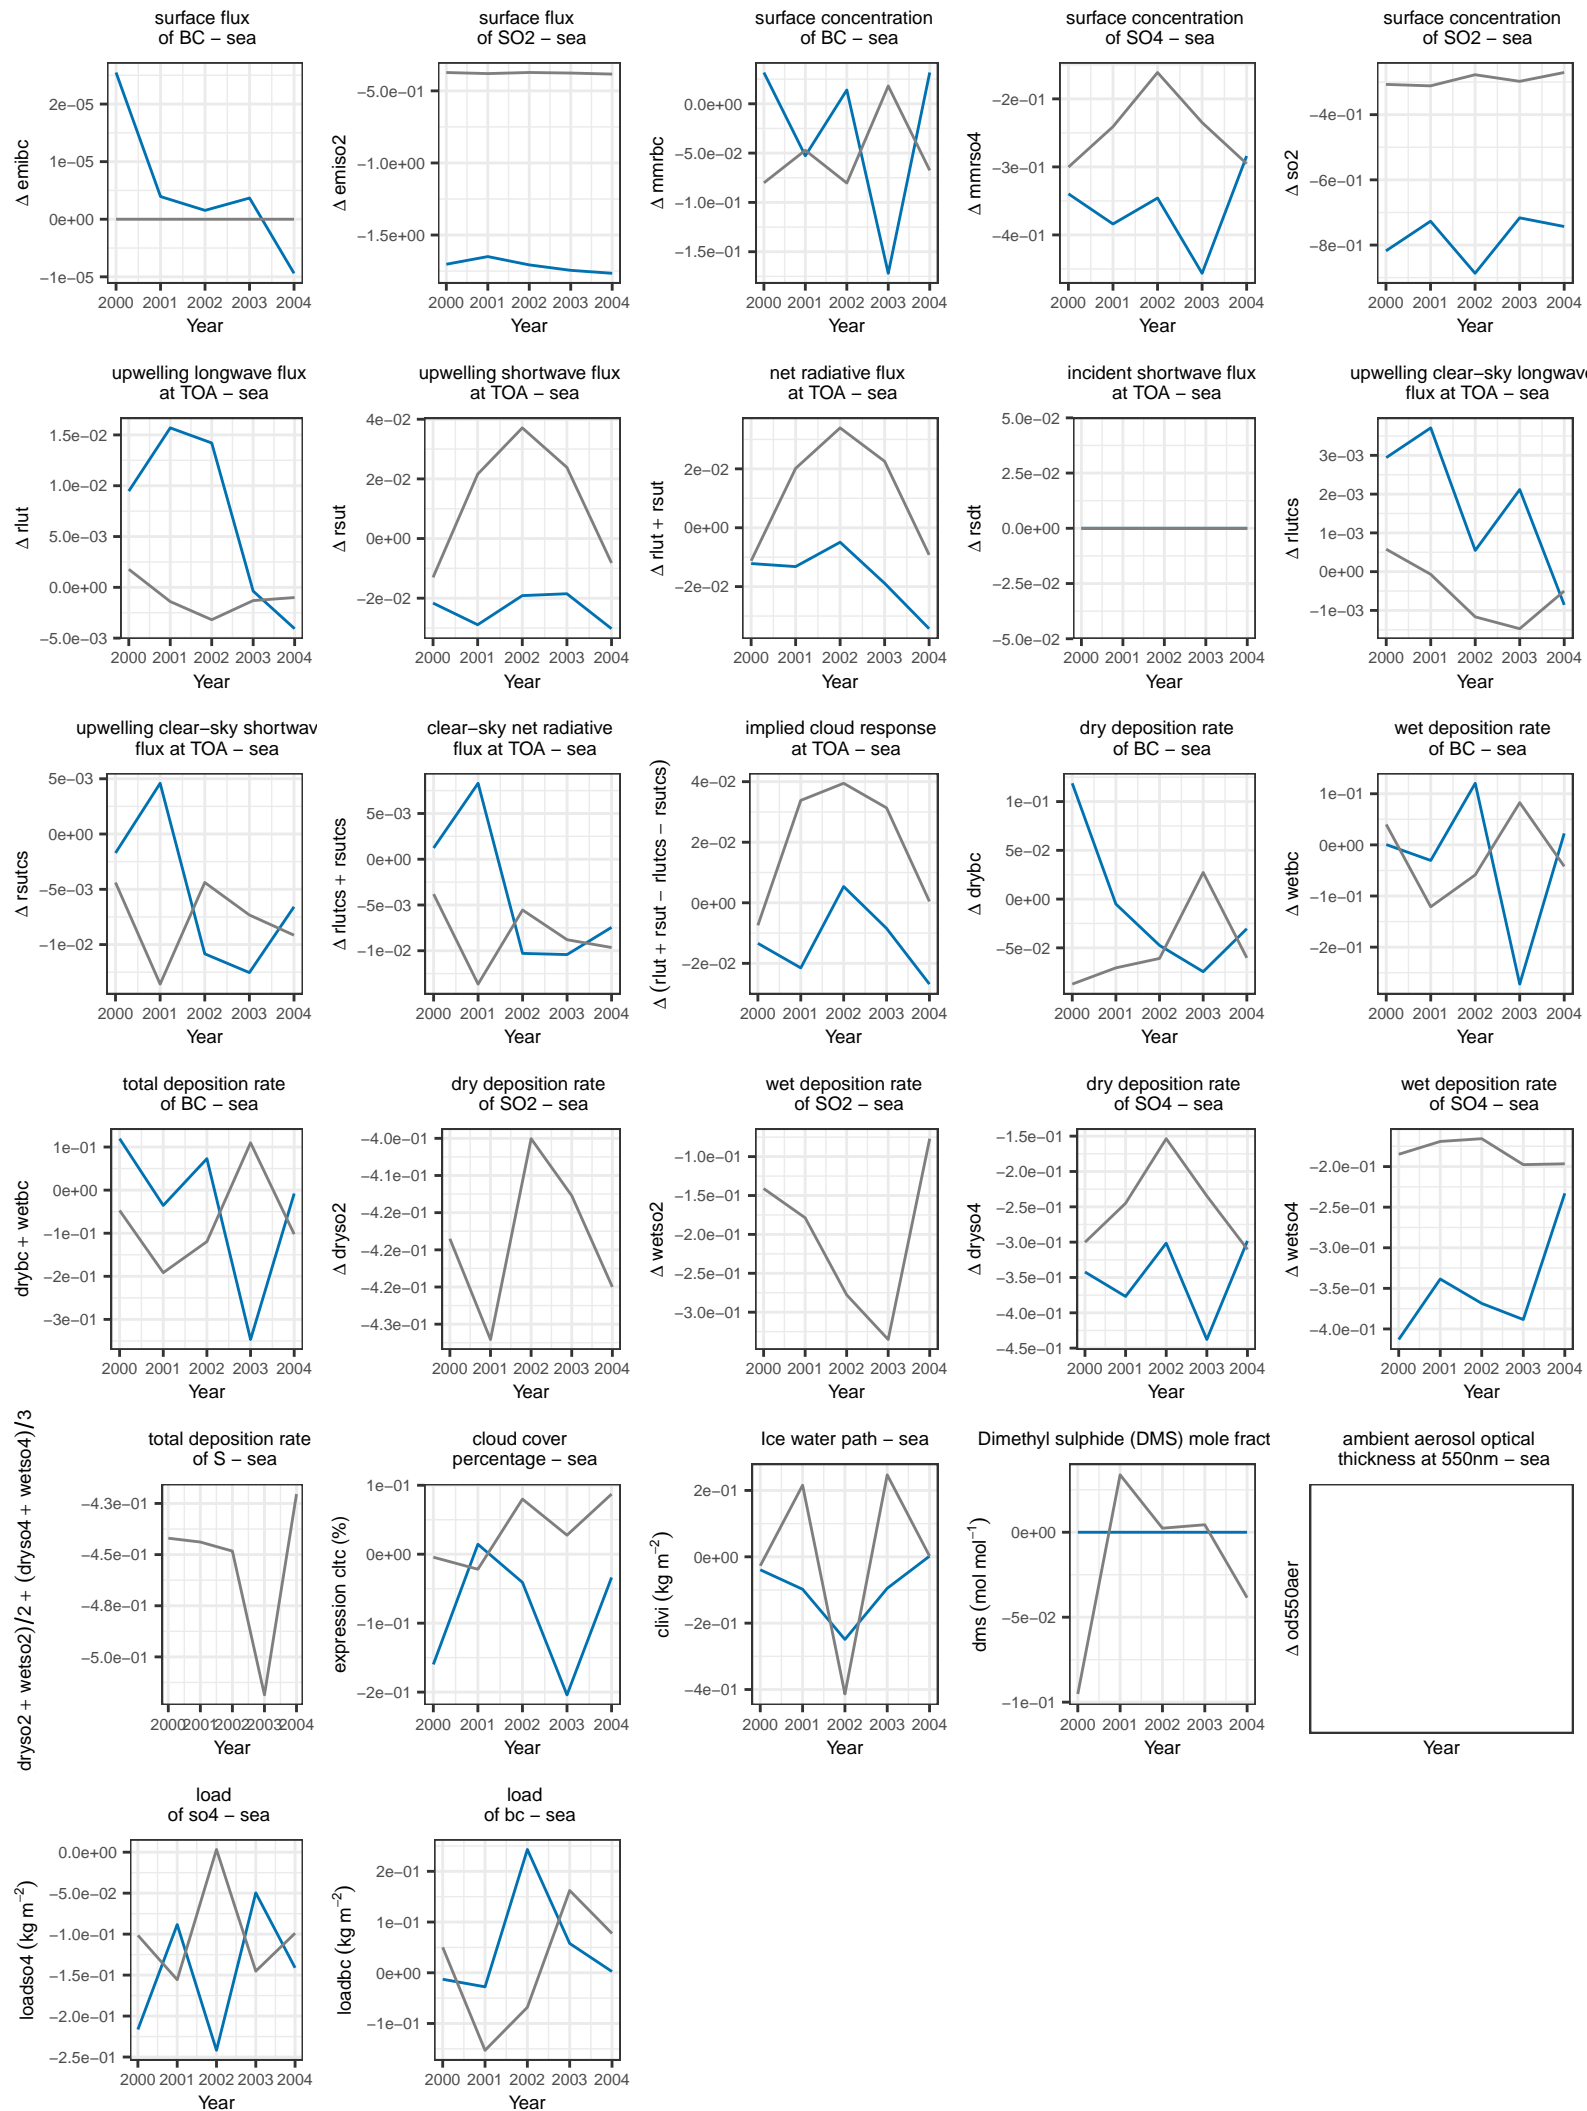 surface flux
of BC − sea
Δ emibc
2e−05
1e−05
0e+00
−1e−05
2000 2001 2002 2003 2004
Year
surface flux
of SO2 − sea
Δ emiso2
−5.0e−01
−1.0e+00
−1.5e+00
2000 2001 2002 2003 2004
Year
surface concentration
of BC − sea
Δ mmrbc
0.0e+00
−5.0e−02
−1.0e−01
−1.5e−01
2000 2001 2002 2003 2004
Year
surface concentration
of SO4 − sea
Δ mmrso4
−2e−01
−3e−01
−4e−01
2000 2001 2002 2003 2004
Year
surface concentration
of SO2 − sea
Δ so2
−4e−01
−6e−01
−8e−01
2000 2001 2002 2003 2004
Year
upwelling longwave flux
at TOA − sea
Δ rlut
1.5e−02
1.0e−02
5.0e−03
0.0e+00
−5.0e−03
2000 2001 2002 2003 2004
Year
upwelling shortwave flux
at TOA − sea
Δ rsut
4e−02
2e−02
0e+00
−2e−02
2000 2001 2002 2003 2004
Year
net radiative flux
at TOA − sea
Δ rlut + rsut
2e−02
0e+00
−2e−02
2000 2001 2002 2003 2004
Year
incident shortwave flux
at TOA − sea
Δ rsdt
5.0e−02
2.5e−02
0.0e+00
−2.5e−02
−5.0e−02
2000 2001 2002 2003 2004
Year
upwelling clear−sky longwave
flux at TOA − sea
Δ rlutcs
3e−03
2e−03
1e−03
0e+00
−1e−03
2000 2001 2002 2003 2004
Year
upwelling clear−sky shortwav
flux at TOA − sea
Δ rsutcs
5e−03
0e+00
−5e−03
−1e−02
2000 2001 2002 2003 2004
Year
clear−sky net radiative
flux at TOA − sea
Δ rlutcs + rsutcs
5e−03
0e+00
−5e−03
−1e−02
2000 2001 2002 2003 2004
Year
implied cloud response
at TOA − sea
Δ (rlut + rsut − rlutcs − rsutcs)
4e−02
2e−02
0e+00
−2e−02
2000 2001 2002 2003 2004
Year
dry deposition rate
of BC − sea
Δ drybc
1e−01
5e−02
0e+00
−5e−02
2000 2001 2002 2003 2004
Year
wet deposition rate
of BC − sea
Δ wetbc
1e−01
0e+00
−1e−01
−2e−01
2000 2001 2002 2003 2004
Year
total deposition rate
of BC − sea
drybc + wetbc
1e−01
0e+00
−1e−01
−2e−01
−3e−01
2000 2001 2002 2003 2004
Year
dry deposition rate
of SO2 − sea
Δ dryso2
−4.0e−01
−4.1e−01
−4.2e−01
−4.2e−01
−4.2e−01
−4.3e−01
2000 2001 2002 2003 2004
Year
wet deposition rate
of SO2 − sea
Δ wetso2
−1.0e−01
−1.5e−01
−2.0e−01
−2.5e−01
−3.0e−01
2000 2001 2002 2003 2004
Year
dry deposition rate
of SO4 − sea
Δ dryso4
−1.5e−01
−2.0e−01
−2.5e−01
−3.0e−01
−3.5e−01
−4.0e−01
−4.5e−01
2000 2001 2002 2003 2004
Year
wet deposition rate
of SO4 − sea
Δ wetso4
−2.0e−01
−2.5e−01
−3.0e−01
−3.5e−01
−4.0e−01
2000 2001 2002 2003 2004
Year
total deposition rate
of S − sea
dryso2 + wetso2)/2 + (dryso4 + wetso4)/3
−4.3e−01
−4.5e−01
−4.8e−01
−5.0e−01
2000 2001 2002 2003 2004
Year
cloud cover
percentage − sea
expression cltc (%)
1e−01
0e+00
−1e−01
−2e−01
2000 2001 2002 2003 2004
Year
Ice water path − sea
clivi (kg m−2)
2e−01
0e+00
−2e−01
−4e−01
2000 2001 2002 2003 2004
Year
Dimethyl sulphide (DMS) mole fract
dms (mol mol−1)
0e+00
−5e−02
−1e−01
2000 2001 2002 2003 2004
Year
ambient aerosol optical
thickness at 550nm − sea
Δ od550aer
Year
load
of so4 − sea
loadso4 (kg m−2)
0.0e+00
−5.0e−02
−1.0e−01
−1.5e−01
−2.0e−01
−2.5e−01
2000 2001 2002 2003 2004
Year
load
of bc − sea
loadbc (kg m−2)
2e−01
1e−01
0e+00
−1e−01
2000 2001 2002 2003 2004
Year